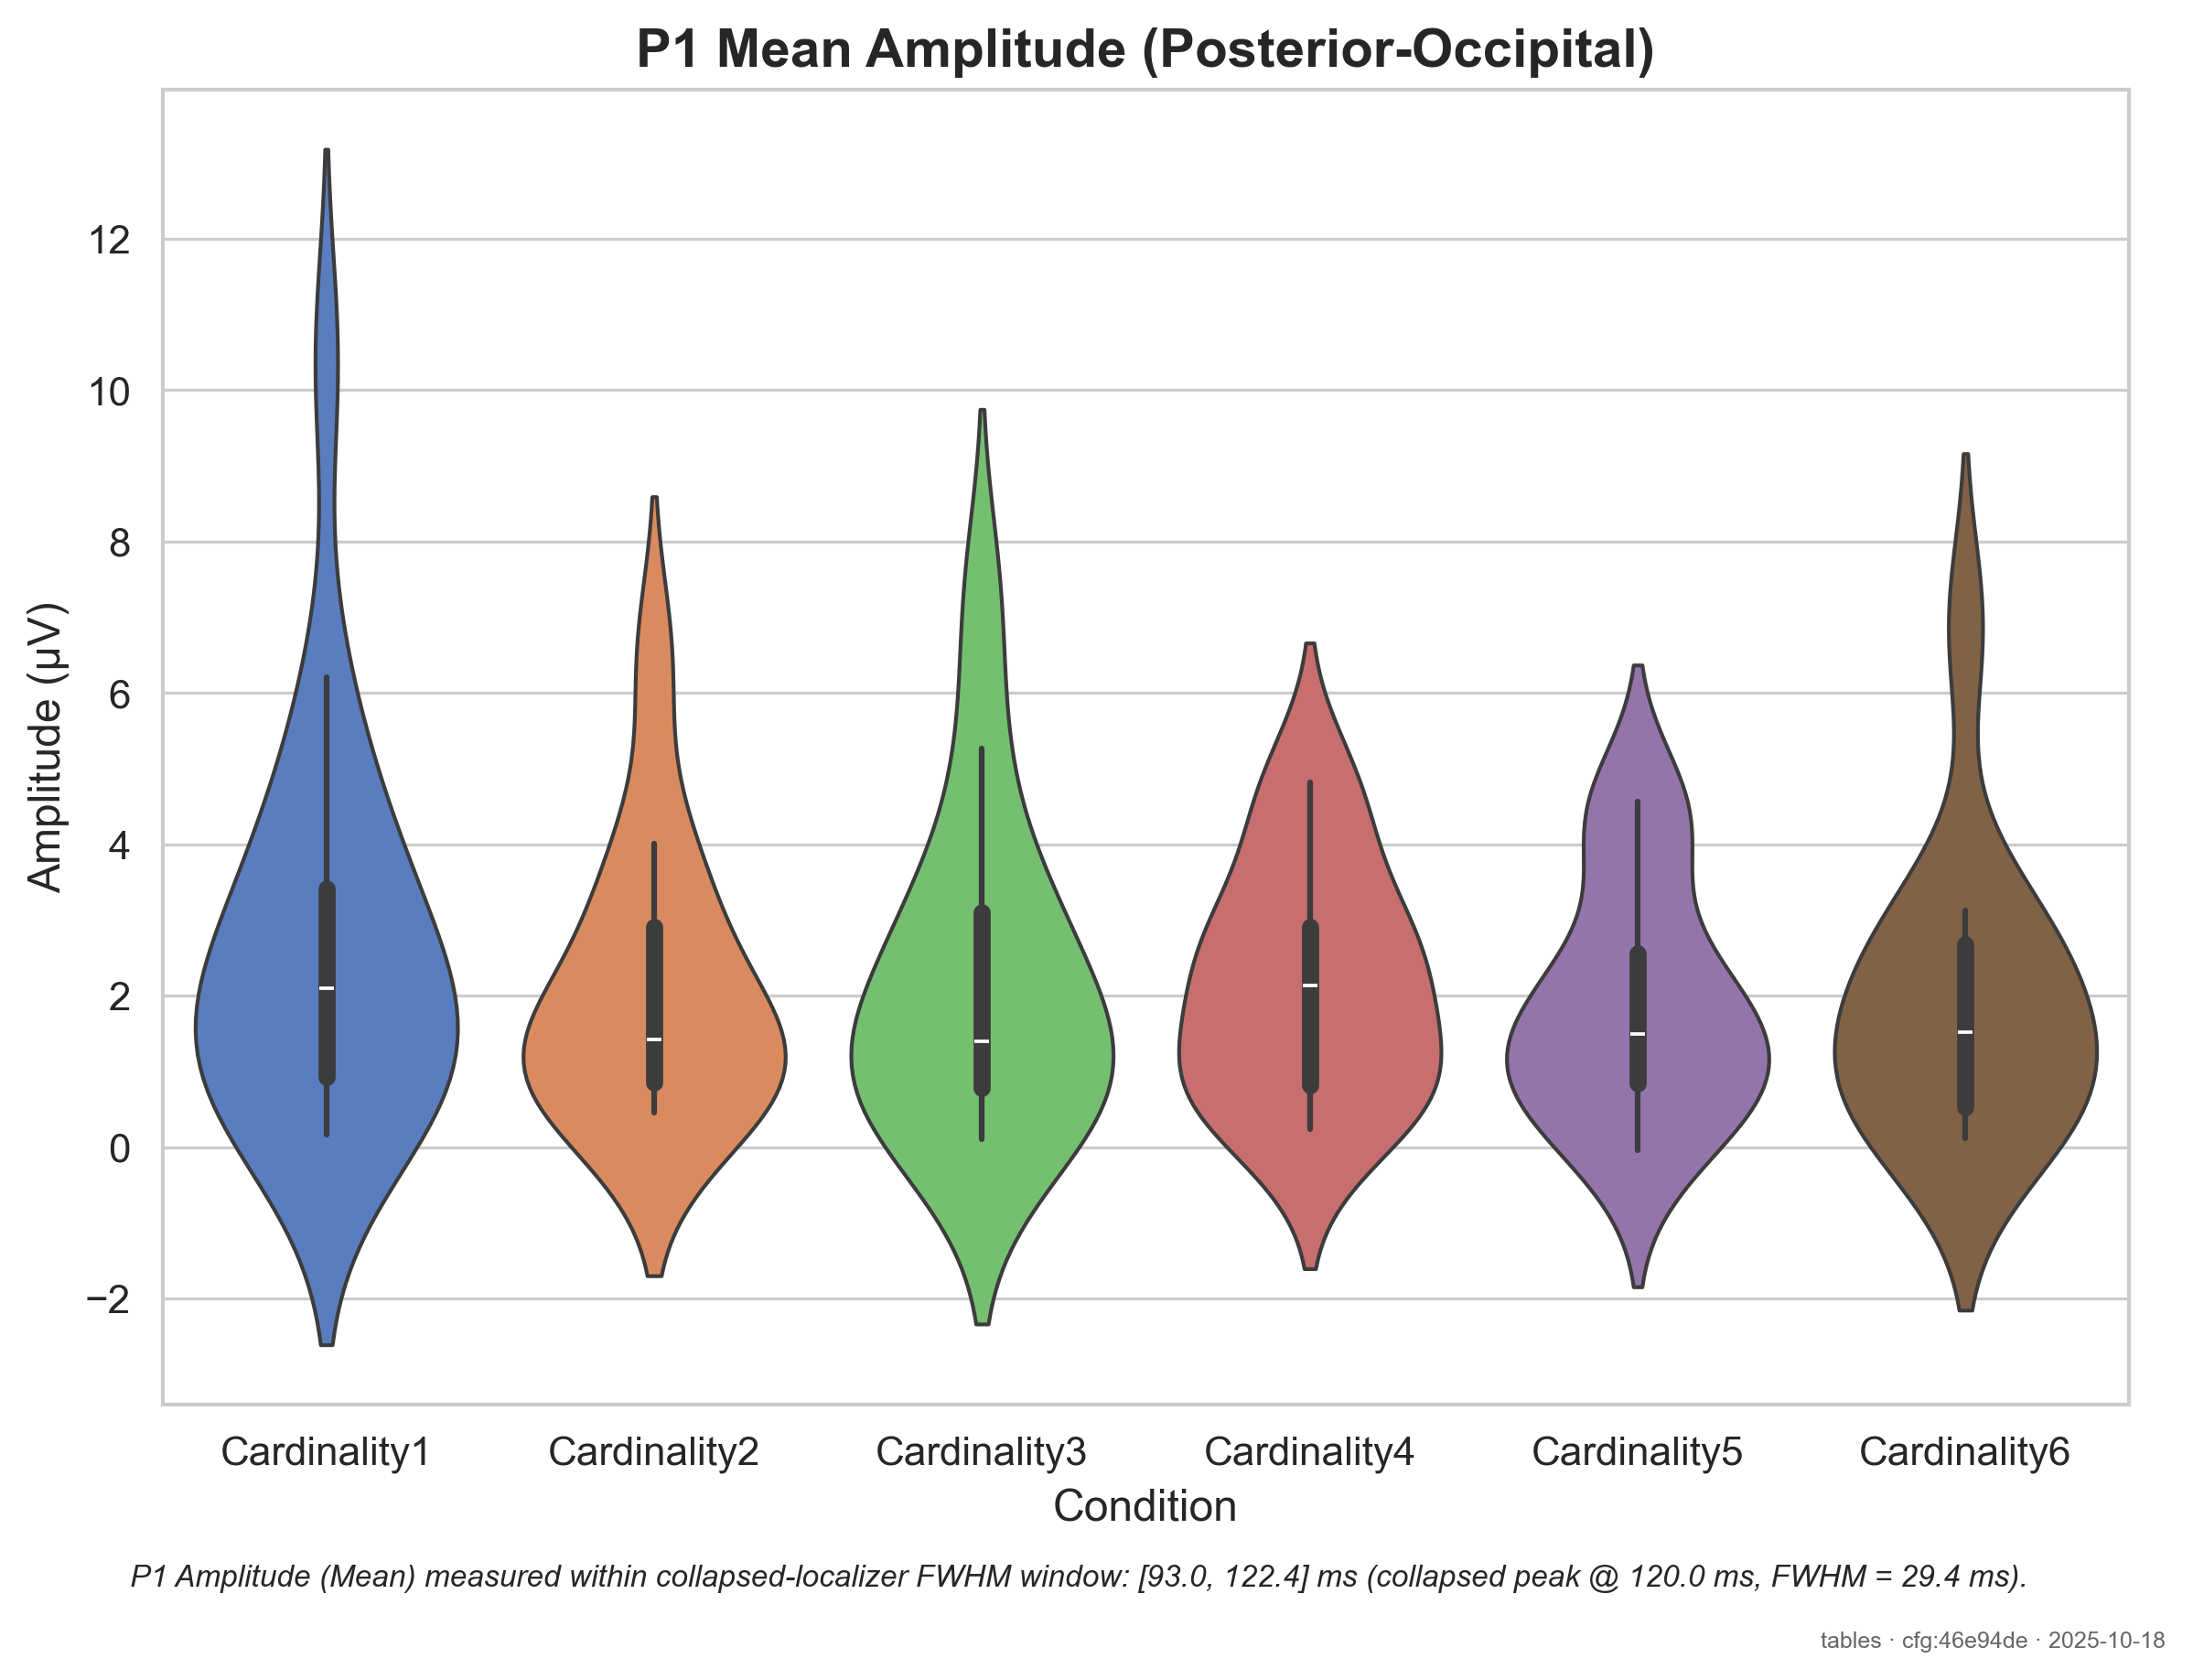 P1 Mean Amplitude (Posterior-Occipital)
Amplitude (µV)
12
10
8
6
4
2
0
−2
Cardinality1 Cardinality2 Cardinality3 Cardinality4 Cardinality5 Cardinality6
Condition
P1 Amplitude (Mean) measured within collapsed-localizer FWHM window: [93.0, 122.4] ms (collapsed peak @ 120.0 ms, FWHM = 29.4 ms).
tables · cfg:46e94de · 2025-10-18